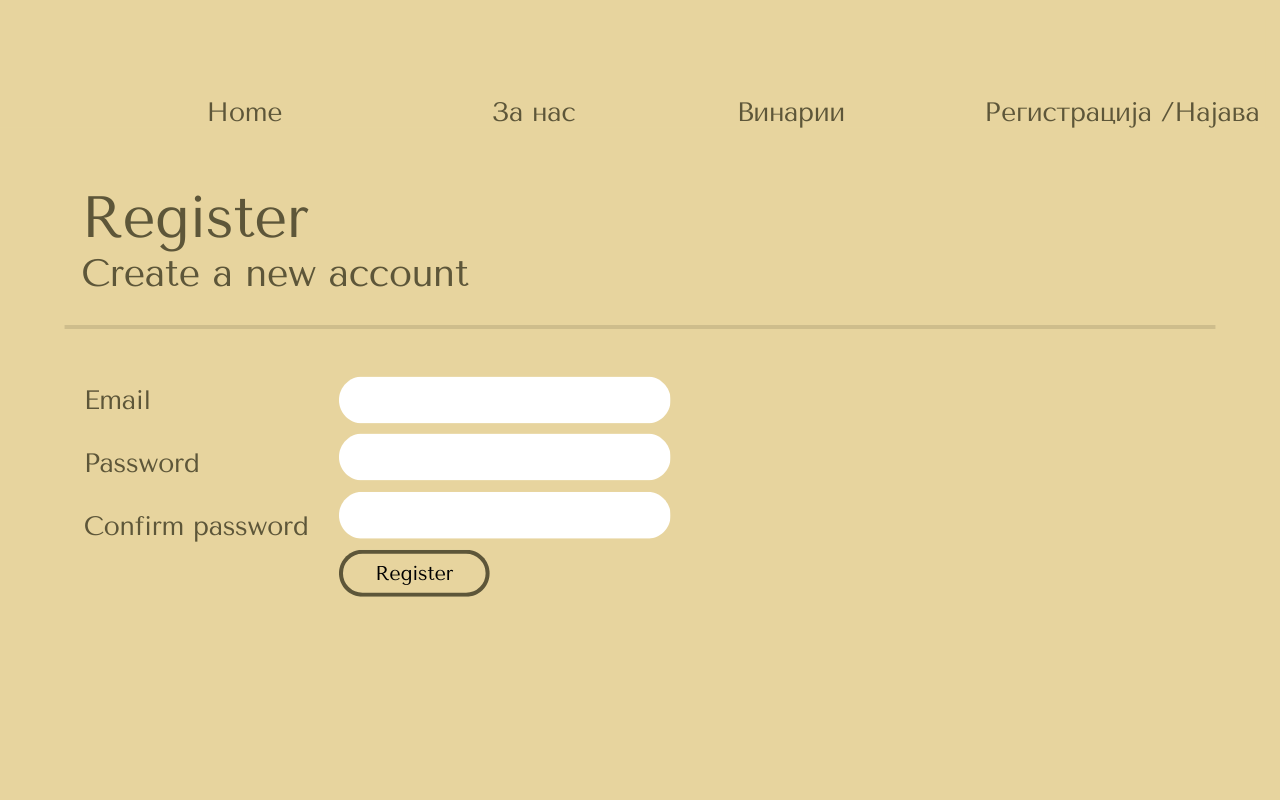 Home За нас Винарии Регистрација /Најава
Register
Create a new account
Email
Password
Confirm password
Register